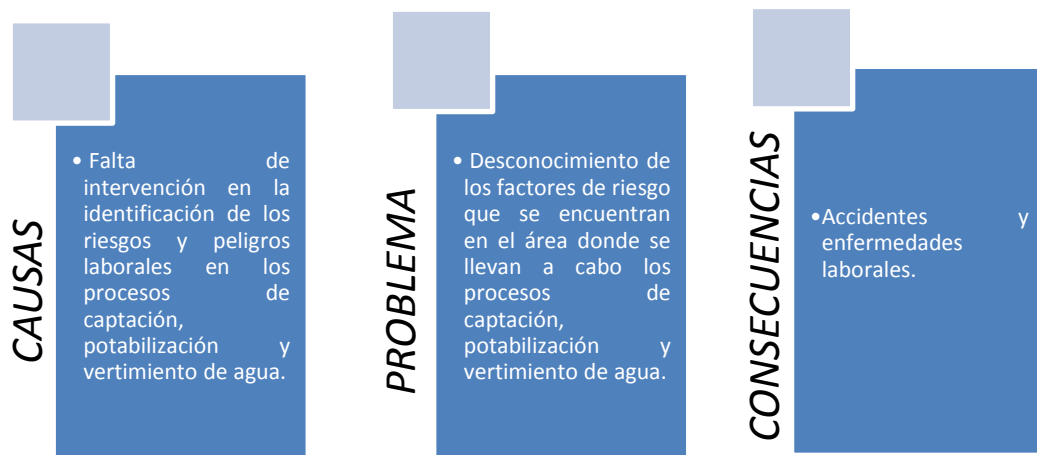 CAUSAS
• Falta de
intervención en la
identificación de los
riesgos y peligros
laborales en los
procesos de
captación,
potabilización y
vertimiento de agua.
PROBLEMA
• Desconocimiento de
los factores de riesgo
que se encuentran
en el área donde se
llevan a cabo los
procesos de
captación,
potabilización y
vertimiento de agua.
CONSECUENCIAS
•Accidentes y
enfermedades
laborales.